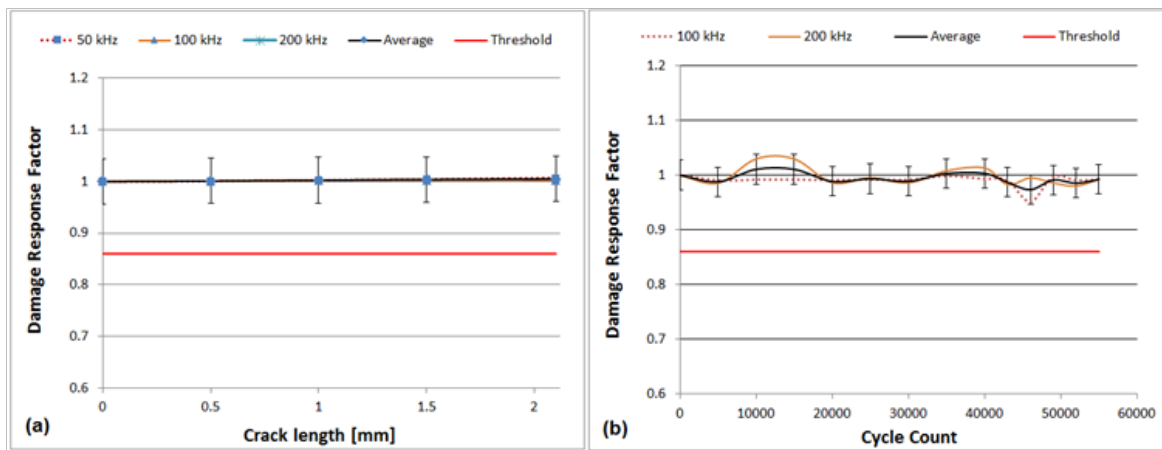 50 kHz 100 kHz 200 kHz Average Threshold
1.2
1.1
1
0.9
0.8
0.7
0.6
Damage Response Factor
0 0.5 1 1.5 2
(a) Crack length [mm]
100 kHz 200 kHz Average Threshold
1.2
1.1
1.0
0.9
0.8
0.7
0.6
Damage Response Factor
0 10000 20000 30000 40000 50000 60000
(b) Cycle Count